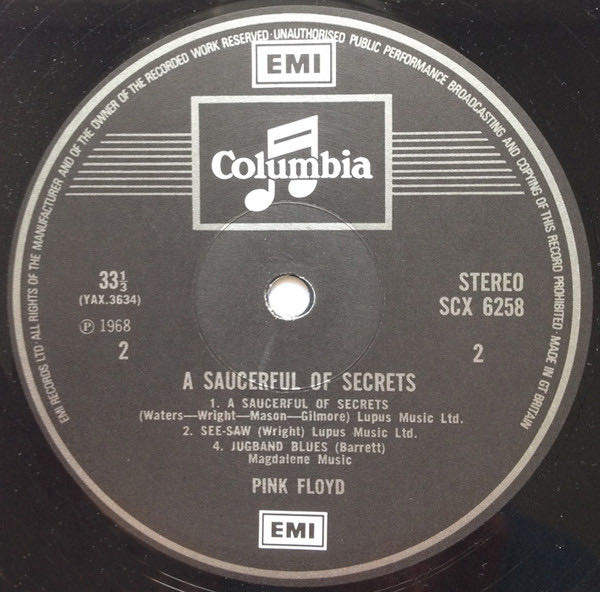 EMI RECORDS LTD ALL RIGHTS OF THE MANUFACTURER AND OF THE OWNER OF THE RECORDED WORK RESERVED·UNAUTHORISED PUBLIC PERFORMANCE BROADCASTING AND COPYING OF THIS RECORD PROHIBITED. MADE IN GT BRITAIN
EMI
Columbia
33⅓
(YAX.3634)
℗ 1968
2
STEREO
SCX 6258
2
A SAUCERFUL OF SECRETS
1. A SAUCERFUL OF SECRETS
(Waters—Wright—Mason—Gilmore) Lupus Music Ltd.
2. SEE-SAW (Wright) Lupus Music Ltd.
4. JUGBAND BLUES (Barrett)
Magdalene Music
PINK FLOYD
EMI